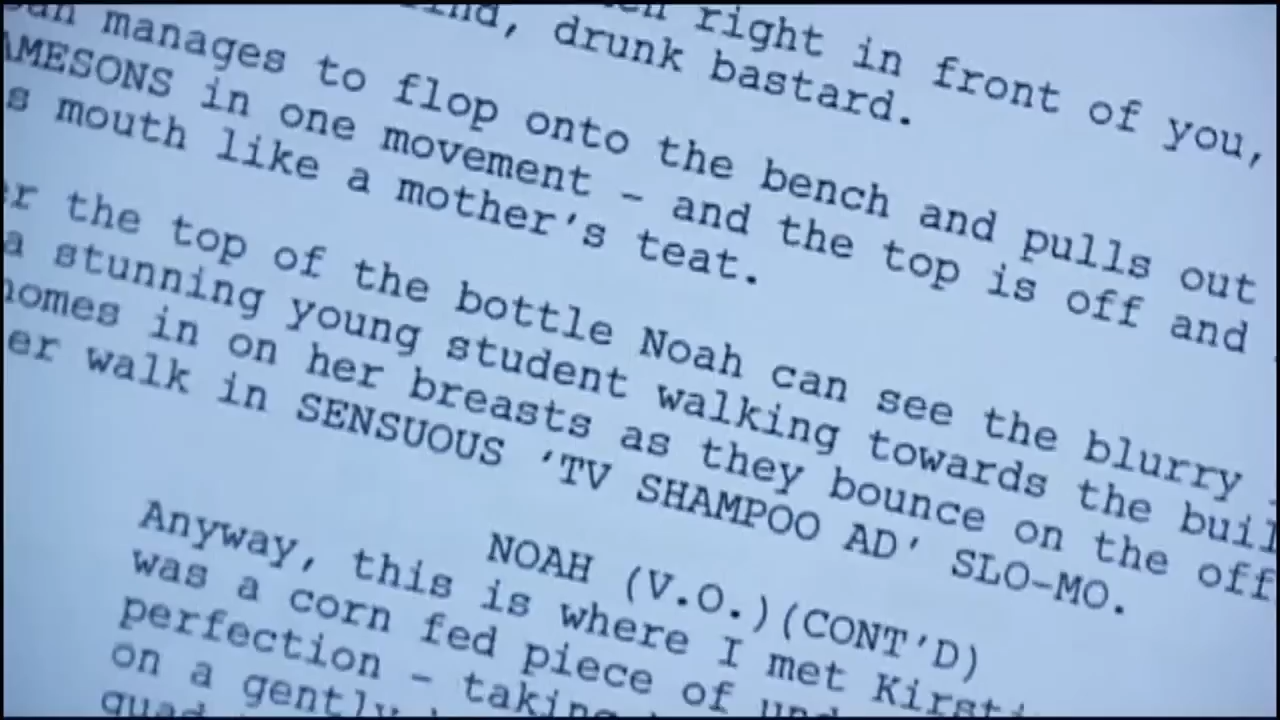 right in front of you,
drunk bastard.
manages to flop onto the bench and pulls out
AMESONS in one movement - and the top is off and
s mouth like a mother's teat.
er the top of the bottle Noah can see the blurry
a stunning young student walking towards the buil
homes in on her breasts as they bounce on the off
er walk in SENSUOUS 'TV SHAMPOO AD' SLO-MO.
NOAH (V.O.)(CONT'D)
Anyway, this is where I met Kirsti
was a corn fed piece of
perfection - taking
on a gently
quad